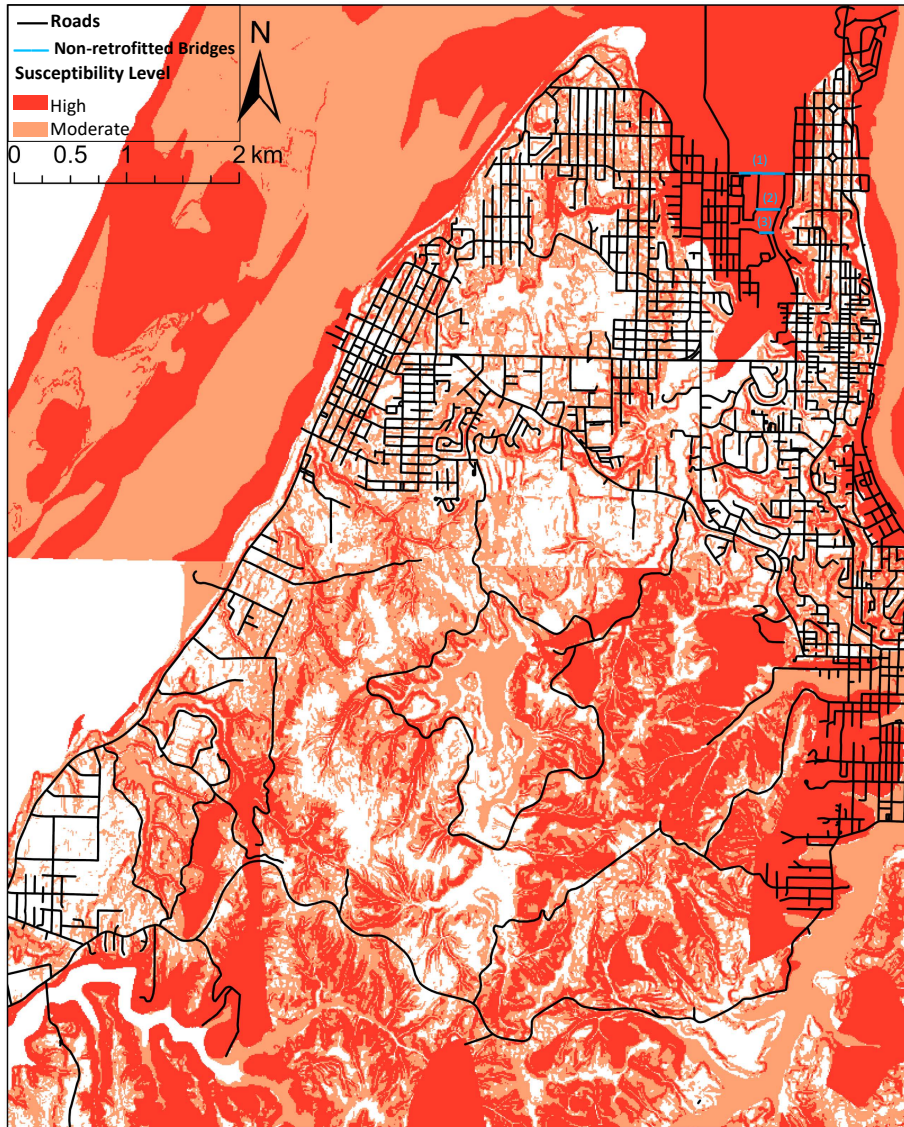 Roads
Non-retrofitted Bridges
Susceptibility Level
High
Moderate
N
0 0.5 1 2 km
(1)
(2)
(3)